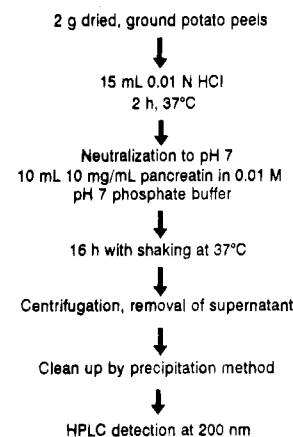 2 g dried, ground potato peels
15 mL 0.01 N HCl
2 h, 37°C
Neutralization to pH 7
10 mL 10 mg/mL pancreatin in 0.01 M
pH 7 phosphate buffer
16 h with shaking at 37°C
Centrifugation, removal of supernatant
Clean up by precipitation method
HPLC detection at 200 nm